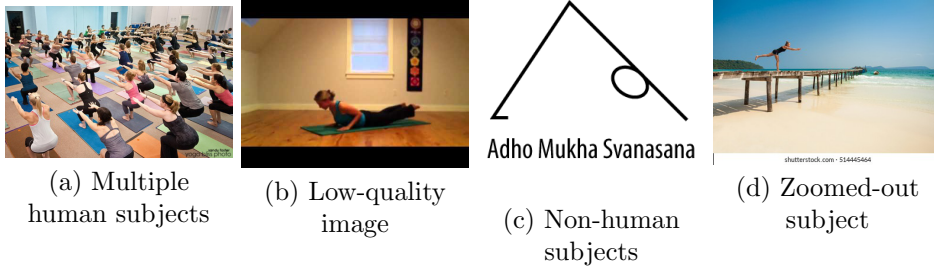 Adho Mukha Svanasana
shutterstock.com · 514445464
(a) Multiple
human subjects
(b) Low-quality
image
(c) Non-human
subjects
(d) Zoomed-out
subject